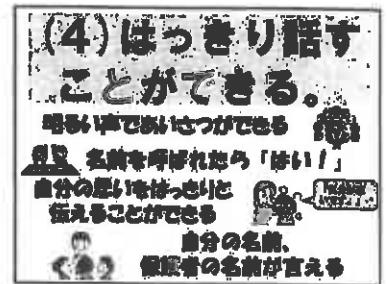 (4)はっきり話す
ことができる。
明るい声であいさつができる
名前を呼ばれたら「はい！」
自分の思いをはっきりと
伝えることができる
自分の名前、
保護者の名前が言える